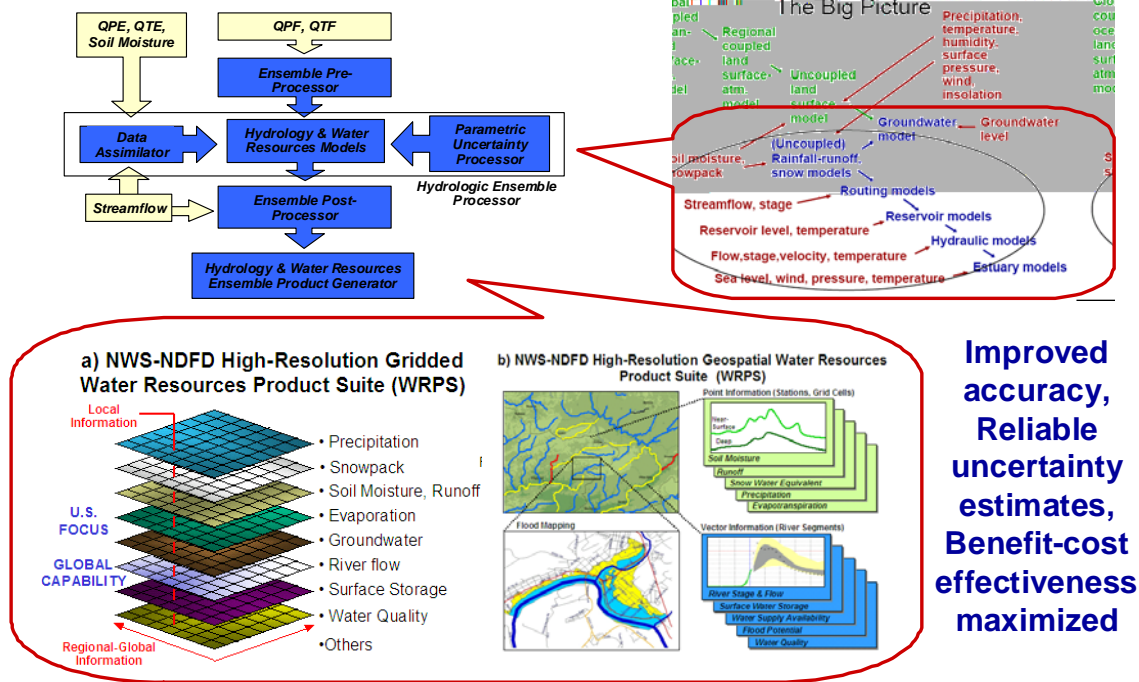 QPE, QTE,
Soil Moisture
QPF, QTF
Ensemble Pre-
Processor
Data
Assimilator
Hydrology & Water
Resources Models
Parametric
Uncertainty
Processor
Hydrologic Ensemble
Processor
Streamflow
Ensemble Post-
Processor
Hydrology & Water Resources
Ensemble Product Generator
The Big Picture
Regional
coupled
land
surface-
atm.
model
Uncoupled
land
surface
model
Precipitation,
temperature,
humidity,
surface
pressure,
wind,
insolation
Groundwater
model
Groundwater
level
(Uncoupled)
Rainfall-runoff,
snow models
Routing models
Streamflow, stage
Reservoir models
Reservoir level, temperature
Hydraulic models
Flow,stage,velocity, temperature
Estuary models
Sea level, wind, pressure, temperature
a) NWS-NDFD High-Resolution Gridded
Water Resources Product Suite (WRPS)
Local
Information
• Precipitation
• Snowpack
• Soil Moisture, Runoff
• Evaporation
• Groundwater
• River flow
• Surface Storage
• Water Quality
•Others
U.S.
FOCUS
GLOBAL
CAPABILITY
Regional-Global
Information
b) NWS-NDFD High-Resolution Geospatial Water Resources
Product Suite (WRPS)
Point Information (Stations, Grid Cells)
Near-
Surface
Deep
Soil Moisture
Runoff
Snow Water Equivalent
Precipitation
Evapotranspiration
Flood Mapping
Vector Information (River Segments)
River Stage & Flow
Surface Water Storage
Water Supply Availability
Flood Potential
Water Quality
Improved
accuracy,
Reliable
uncertainty
estimates,
Benefit-cost
effectiveness
maximized